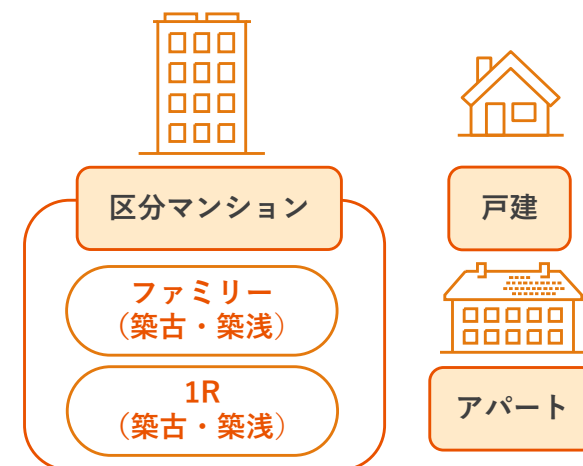 区分マンション
ファミリー
（築古・築浅）
1R
（築古・築浅）
戸建
アパート